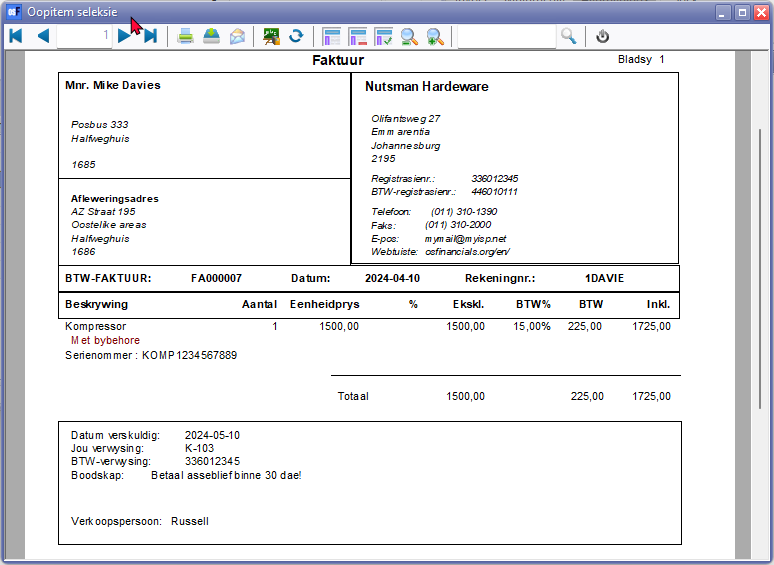 Oopitem seleksie
1
Faktuur
Bladsy 1
Mnr. Mike Davies
Posbus 333
Halfweghuis
1685
Nutsman Hardeware
Olifantsweg 27
Emmarentia
Johannesburg
2195
Registrasienr.: 336012345
BTW-registrasienr.: 446010111
Telefoon: (011) 310-1390
Faks: (011) 310-2000
E-pos: mymail@myisp.net
Webtuiste: osfinancials.org/en/
Afleweringsadres
AZ Straat 195
Oostelike areas
Halfweghuis
1686
BTW-FAKTUUR: FA000007 Datum: 2024-04-10 Rekeningnr.: 1DAVIE
Beskrywing Aantal Eenheidprys % Ekskl. BTW% BTW Inkl.
Kompressor 1 1500,00 1500,00 15,00% 225,00 1725,00
Met bybehore
Serienommer : KOMP1234567889
Totaal 1500,00 225,00 1725,00
Datum verskuldig: 2024-05-10
Jou verwysing: K-103
BTW-verwysing: 336012345
Boodskap: Betaal asseblief binne 30 dae!
Verkoopspersoon: Russell